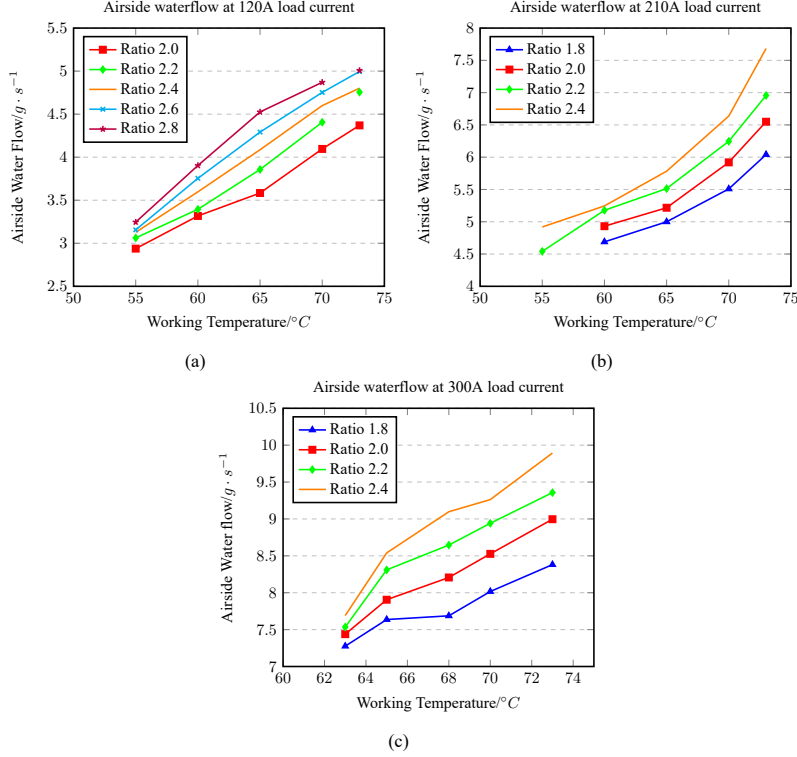 Airside waterflow at 120A load current
Ratio 2.0
Ratio 2.2
Ratio 2.4
Ratio 2.6
Ratio 2.8
5.5
5
4.5
4
3.5
3
2.5
50 55 60 65 70 75
Airside Water Flow/g · s⁻¹
Working Temperature/°C
(a)
Airside waterflow at 210A load current
Ratio 1.8
Ratio 2.0
Ratio 2.2
Ratio 2.4
8
7.5
7
6.5
6
5.5
5
4.5
4
50 55 60 65 70 75
Airside Water Flow/g · s⁻¹
Working Temperature/°C
(b)
Airside waterflow at 300A load current
Ratio 1.8
Ratio 2.0
Ratio 2.2
Ratio 2.4
10.5
10
9.5
9
8.5
8
7.5
7
60 62 64 66 68 70 72 74
Airside Water flow/g · s⁻¹
Working Temperature/°C
(c)